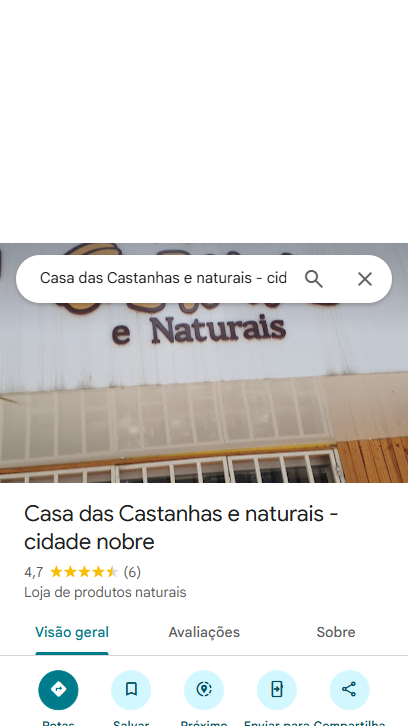 Casa das Castanhas e naturais - cid
e Naturais
Casa das Castanhas e naturais -
cidade nobre
4,7 (6)
Loja de produtos naturais
Visão geral Avaliações Sobre
Rotas Salvar Próximo Enviar para Compartilhar